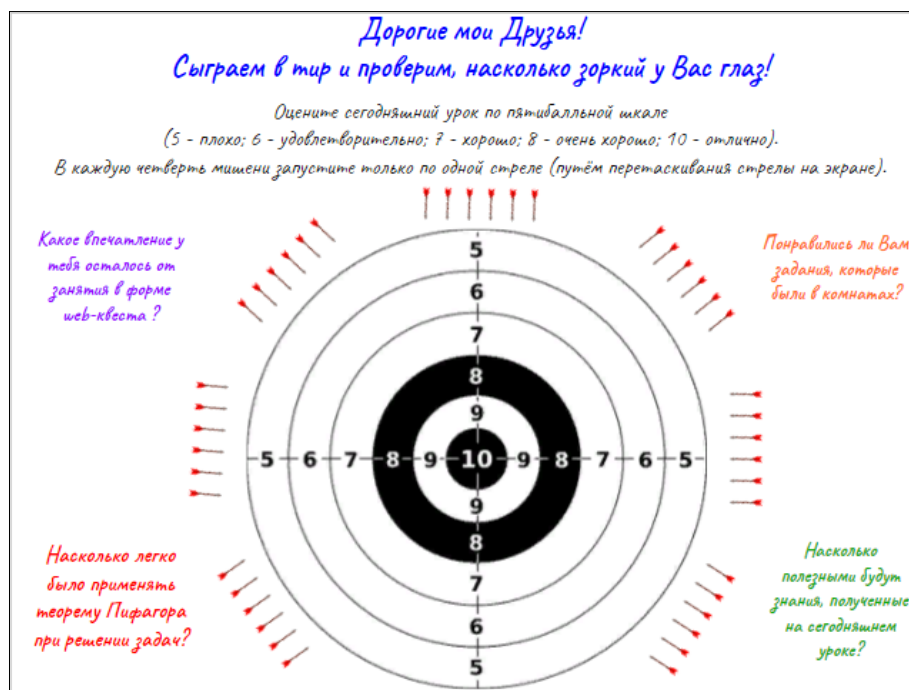 Дорогие мои Друзья!
Сыграем в тир и проверим, насколько зоркий у Вас глаз!
Оцените сегодняшний урок по пятибалльной шкале
(5 - плохо; 6 - удовлетворительно; 7 - хорошо; 8 - очень хорошо; 10 - отлично).
В каждую четверть мишени запустите только по одной стреле (путём перетаскивания стрелы на экране).
Какое впечатление у
тебя осталось от
занятия в форме
web-квеста ?
Понравились ли Вам
задания, которые
были в комнатах?
5
6
7
8
9
5 6 7 8 9 10 9 8 7 6 5
9
8
7
6
5
Насколько легко
было применять
теорему Пифагора
при решении задач?
Насколько
полезными будут
знания, полученные
на сегодняшнем
уроке?